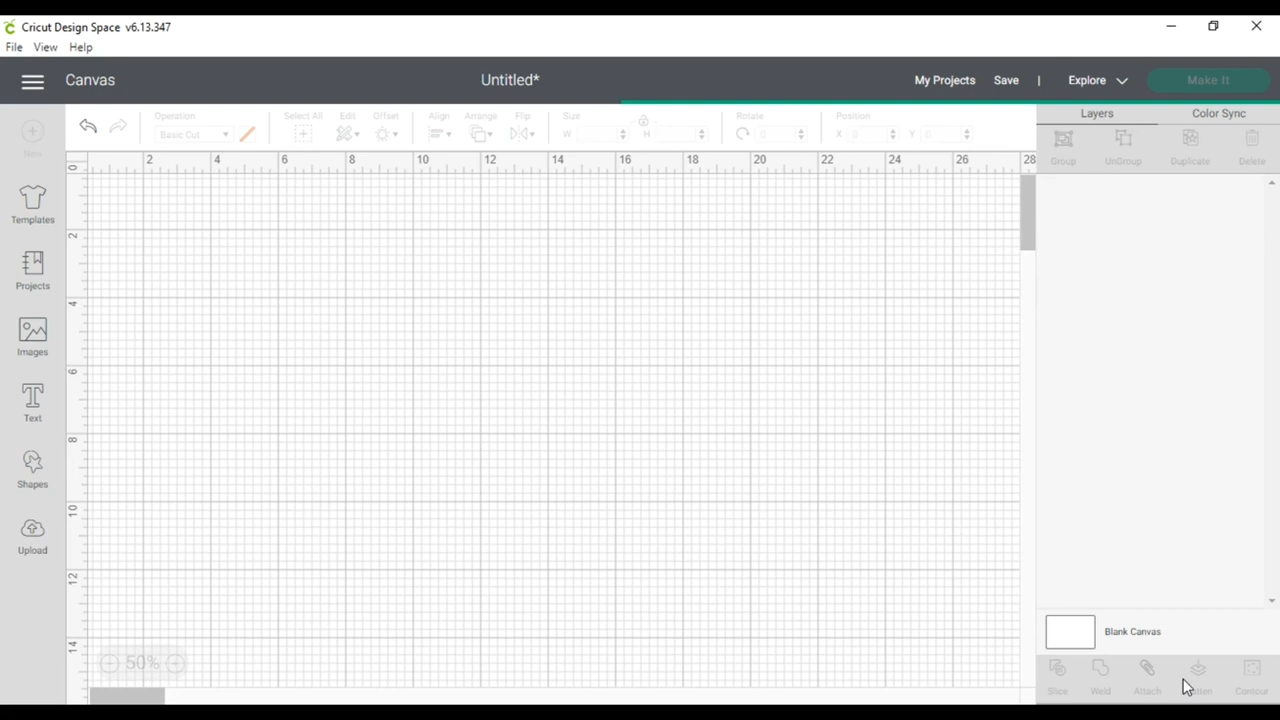 Cricut Design Space v6.13.347
File View Help
Canvas Untitled* My Projects Save | Explore Make It
Operation Select All Edit Offset Align Arrange Flip Size Rotate Position Layers Color Sync
Basic Cut W H 0 X 0 Y 0
New Group UnGroup Duplicate Delete
0 2 4 6 8 10 12 14 16 18 20 22 24 26 28
Templates
2
Projects
4
Images
6
Text
8
Shapes
10
Upload
12
14
Blank Canvas
50%
Slice Weld Attach Contour